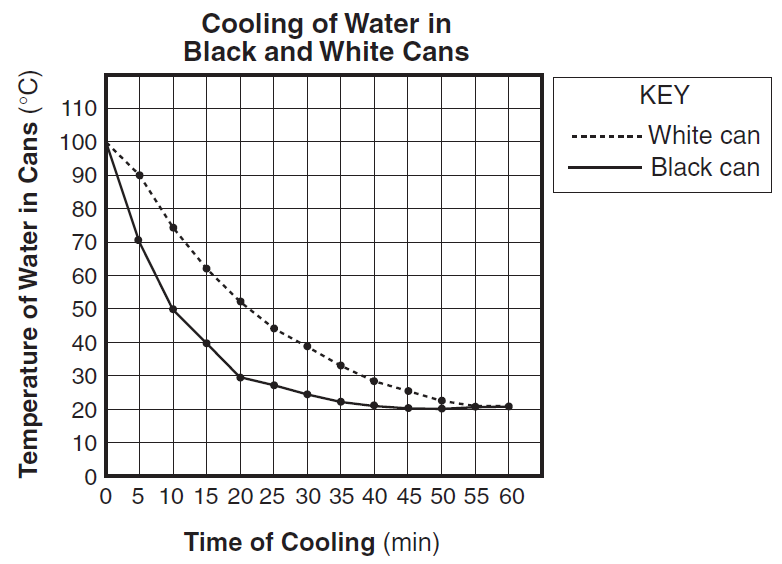 Cooling of Water in
Black and White Cans
Temperature of Water in Cans (°C)
110
100
90
80
70
60
50
40
30
20
10
0
0 5 10 15 20 25 30 35 40 45 50 55 60
Time of Cooling (min)
KEY
White can
Black can